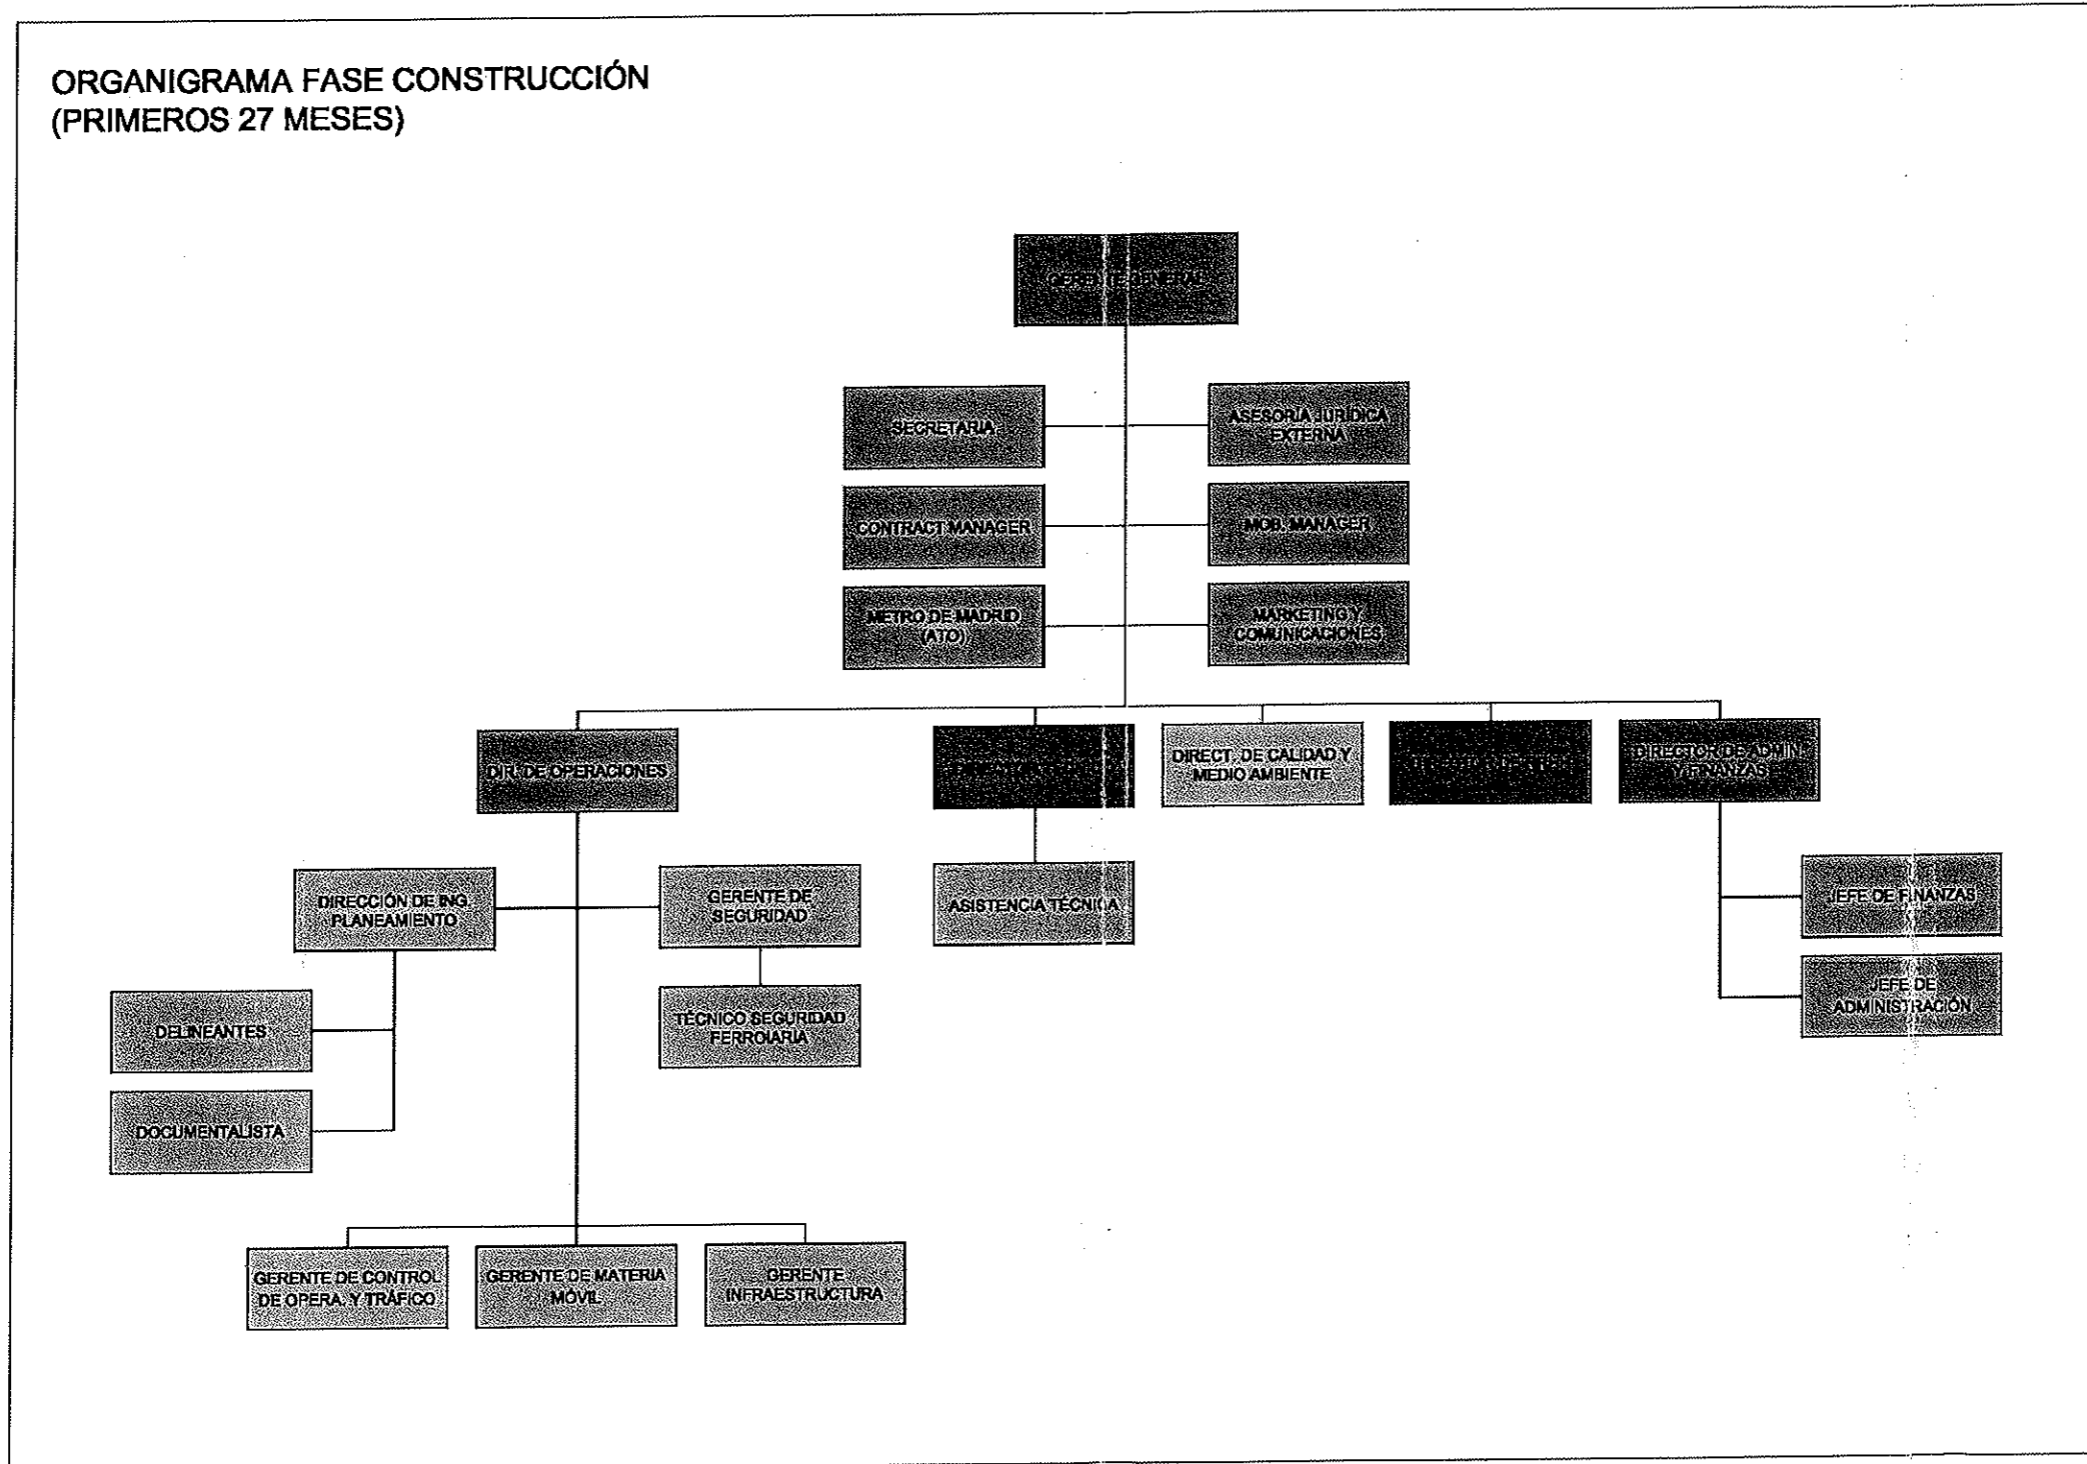 ORGANIGRAMA FASE CONSTRUCCIÓN
(PRIMEROS 27 MESES)
GERENTE GENERAL
SECRETARIA
ASESORÍA JURÍDICA
EXTERNA
CONTRACT MANAGER
MOB. MANAGER
METRO DE MADRID
(ATO)
MARKETING Y
COMUNICACIONES
DIR. DE OPERACIONES
DIRECT. DE CALIDAD Y
MEDIO AMBIENTE
DIRECTOR DE ADMIN.
Y FINANZAS
DIRECCIÓN DE ING.
PLANEAMIENTO
GERENTE DE
SEGURIDAD
ASISTENCIA TÉCNICA
JEFE DE FINANZAS
JEFE DE
ADMINISTRACIÓN
DELINEANTES
TÉCNICO SEGURIDAD
FERROIARIA
DOCUMENTALISTA
GERENTE DE CONTROL
DE OPERA. Y TRÁFICO
GERENTE DE MATERIA
MÓVIL
GERENTE
INFRAESTRUCTURA